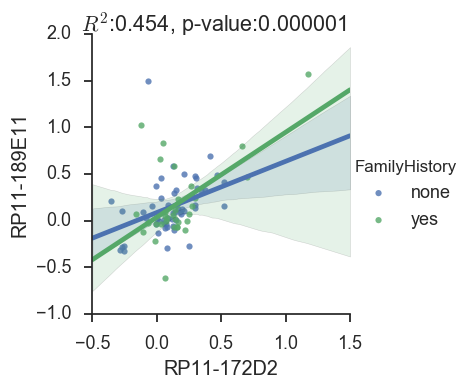 R²:0.454, p-value:0.000001
2.0
1.5
1.0
0.5
0.0
−0.5
−1.0
RP11-189E11
−0.5 0.0 0.5 1.0 1.5
RP11-172D2
FamilyHistory
none
yes